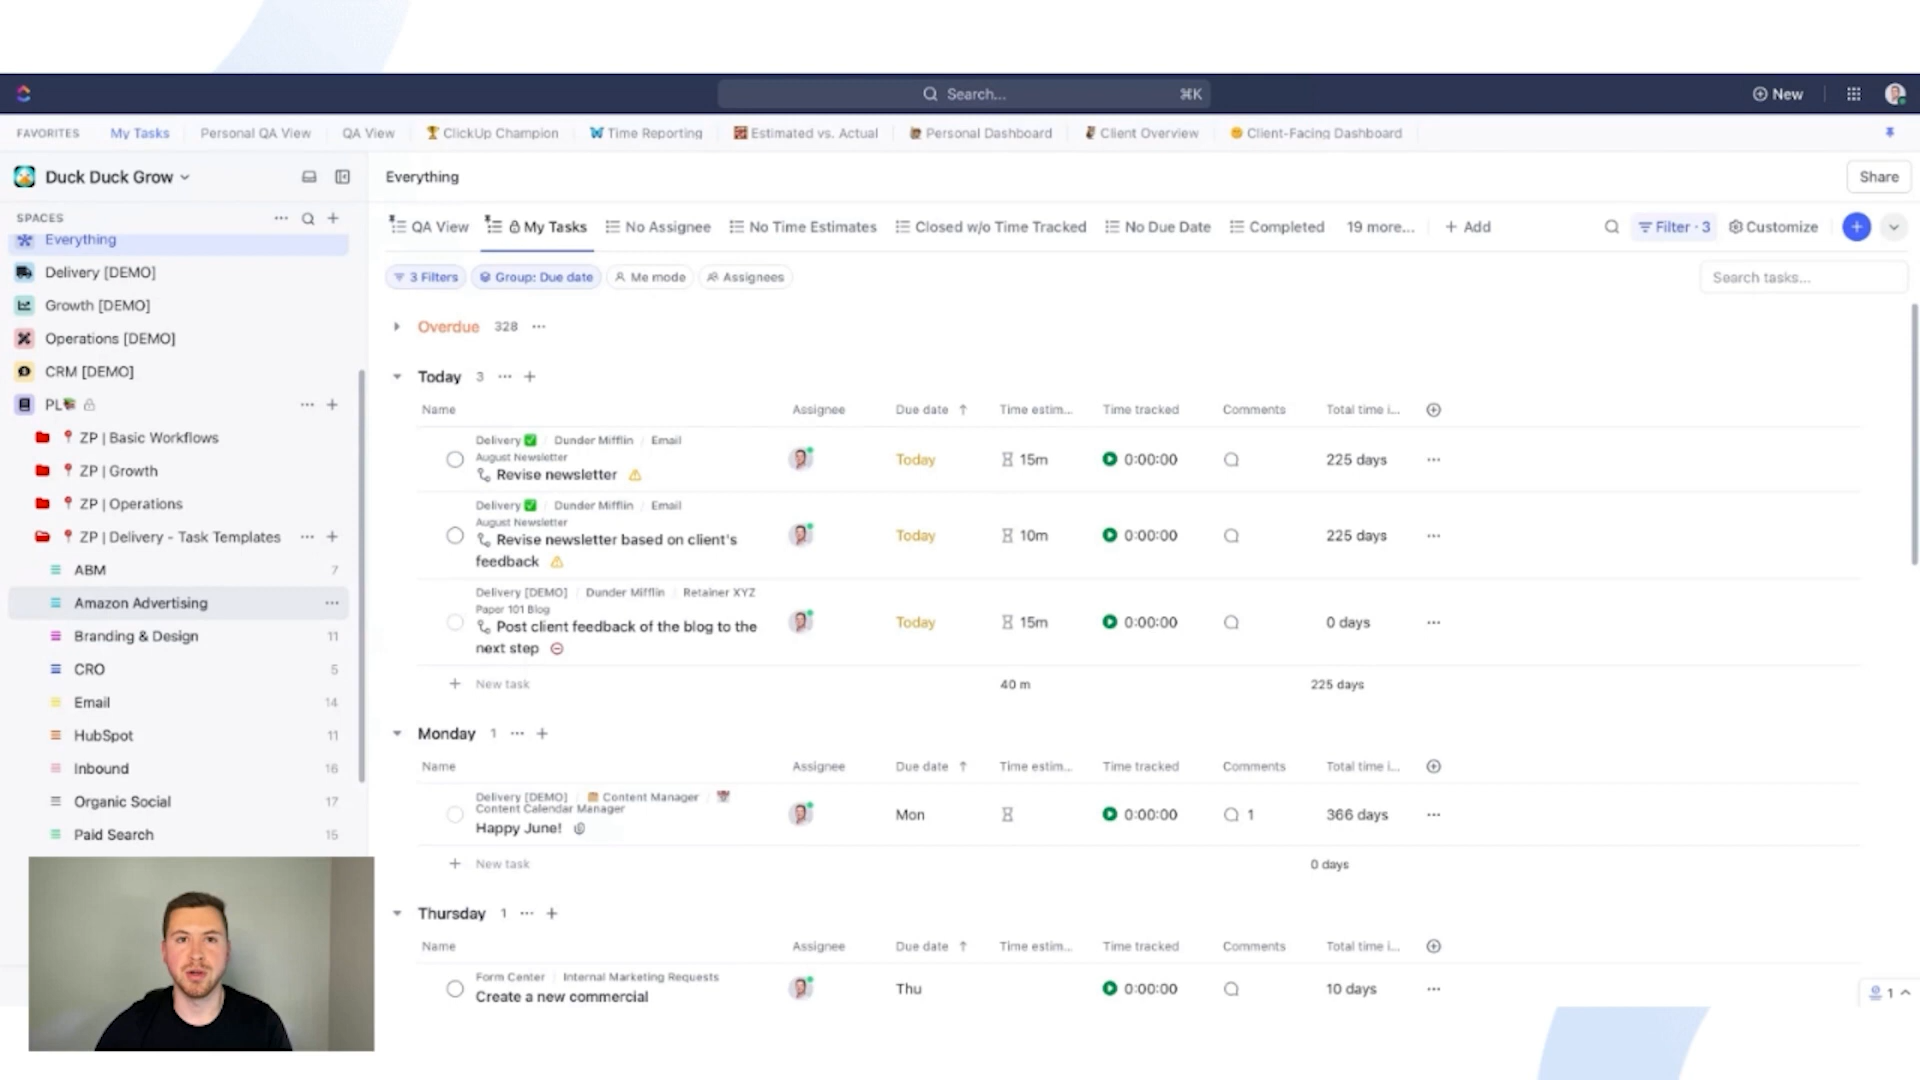 Search...
⌘K
New
FAVORITES
My Tasks
Personal QA View
QA View
ClickUp Champion
Time Reporting
Estimated vs. Actual
Personal Dashboard
Client Overview
Client-Facing Dashboard
Duck Duck Grow
SPACES
Everything
Delivery [DEMO]
Growth [DEMO]
Operations [DEMO]
CRM [DEMO]
PL
ZP | Basic Workflows
ZP | Growth
ZP | Operations
ZP | Delivery - Task Templates
ABM 7
Amazon Advertising
Branding & Design 11
CRO 5
Email 14
HubSpot 11
Inbound 16
Organic Social 17
Paid Search 15
Everything
Share
QA View
My Tasks
No Assignee
No Time Estimates
Closed w/o Time Tracked
No Due Date
Completed
19 more...
+ Add
Filter · 3
Customize
3 Filters
Group: Due date
Me mode
Assignees
Search tasks...
Overdue 328 ...
Today 3 ... +
Name Assignee Due date ↑ Time estim... Time tracked Comments Total time i...
Delivery ✅ / Dunder Mifflin / Email
August Newsletter
Revise newsletter
Today 15m 0:00:00 225 days ...
Delivery ✅ / Dunder Mifflin / Email
August Newsletter
Revise newsletter based on client's
feedback
Today 10m 0:00:00 225 days ...
Delivery [DEMO] / Dunder Mifflin / Retainer XYZ
Paper 101 Blog
Post client feedback of the blog to the
next step
Today 15m 0:00:00 0 days ...
+ New task 40 m 225 days
Monday 1 ... +
Name Assignee Due date ↑ Time estim... Time tracked Comments Total time i...
Delivery [DEMO] / Content Manager /
Content Calendar Manager
Happy June!
Mon 0:00:00 1 366 days ...
+ New task 0 days
Thursday 1 ... +
Name Assignee Due date ↑ Time estim... Time tracked Comments Total time i...
Form Center / Internal Marketing Requests
Create a new commercial
Thu 0:00:00 10 days ...
1